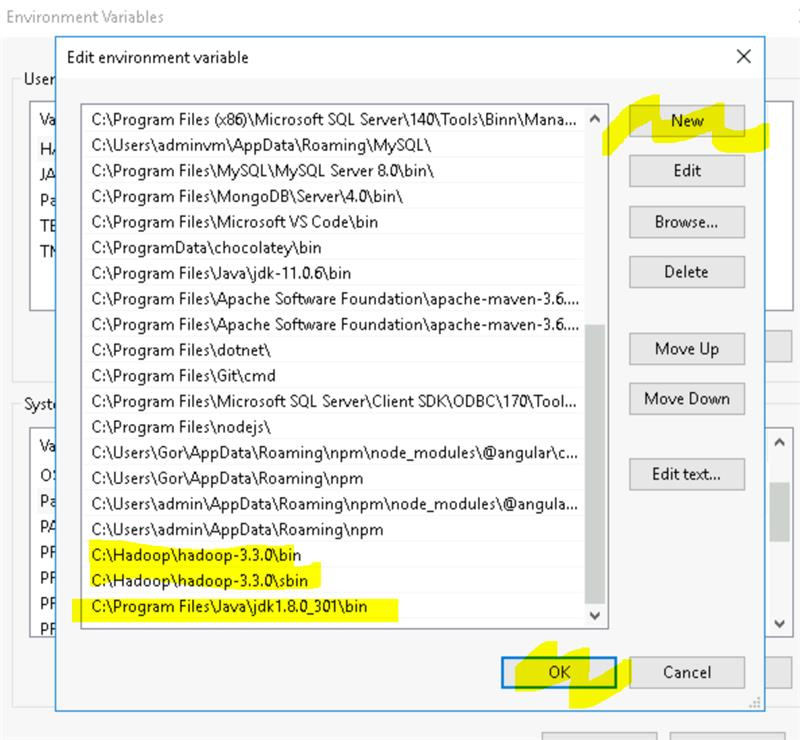 Environment Variables
Edit environment variable
User
Va
HA
JA
Pa
TE
TN
C:\Program Files (x86)\Microsoft SQL Server\140\Tools\Binn\Mana...
C:\Users\adminvm\AppData\Roaming\MySQL\
C:\Program Files\MySQL\MySQL Server 8.0\bin\
C:\Program Files\MongoDB\Server\4.0\bin\
C:\Program Files\Microsoft VS Code\bin
C:\ProgramData\chocolatey\bin
C:\Program Files\Java\jdk-11.0.6\bin
C:\Program Files\Apache Software Foundation\apache-maven-3.6....
C:\Program Files\Apache Software Foundation\apache-maven-3.6....
C:\Program Files\dotnet\
C:\Program Files\Git\cmd
C:\Program Files\Microsoft SQL Server\Client SDK\ODBC\170\Tool...
C:\Program Files\nodejs\
C:\Users\Gor\AppData\Roaming\npm\node_modules\@angular\c...
C:\Users\Gor\AppData\Roaming\npm
C:\Users\admin\AppData\Roaming\npm\node_modules\@angula...
C:\Users\admin\AppData\Roaming\npm
C:\Hadoop\hadoop-3.3.0\bin
C:\Hadoop\hadoop-3.3.0\sbin
C:\Program Files\Java\jdk1.8.0_301\bin
New
Edit
Browse...
Delete
Move Up
Move Down
Edit text...
Syste
Va
OS
Pa
PA
PR
PR
PR
PR
OK
Cancel